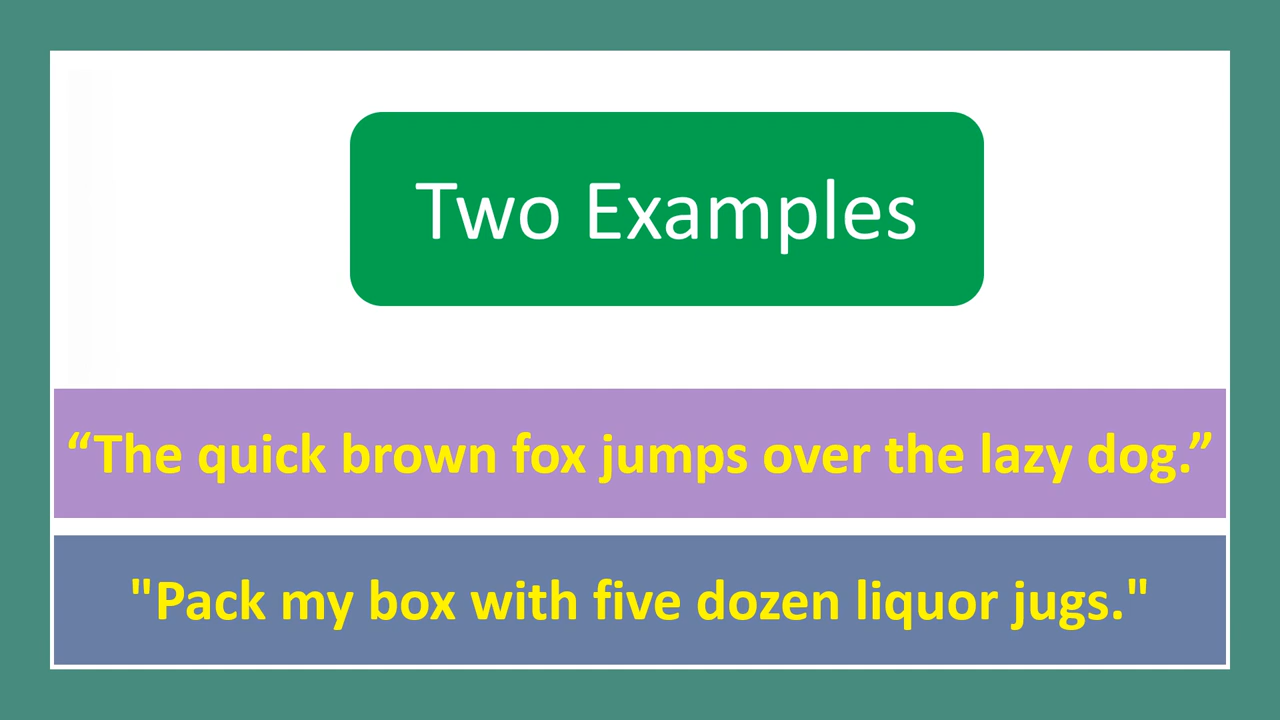 Two Examples
“The quick brown fox jumps over the lazy dog.”
"Pack my box with five dozen liquor jugs."